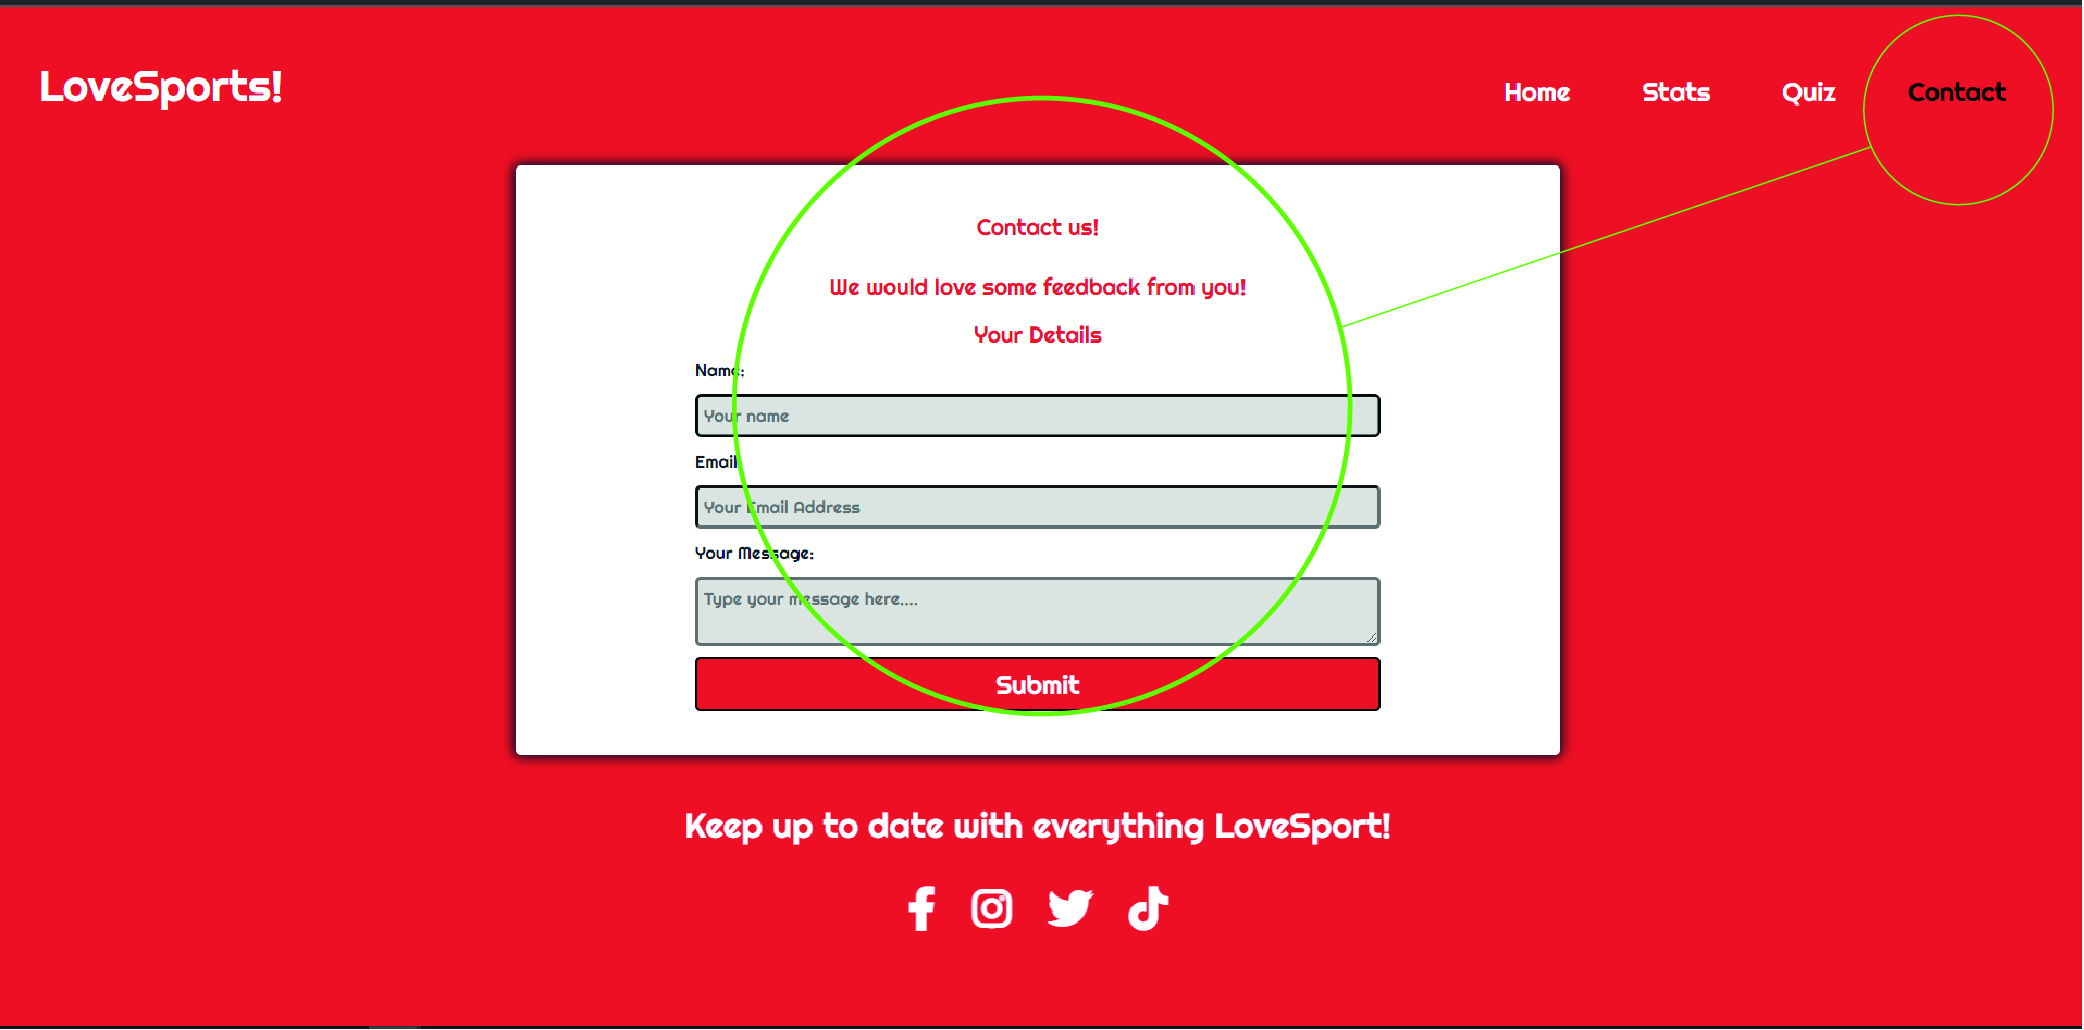 LoveSports!
Home Stats Quiz Contact
Contact us!
We would love some feedback from you!
Your Details
Name:
Your name
Email
Your Email Address
Your Message:
Type your message here....
Submit
Keep up to date with everything LoveSport!